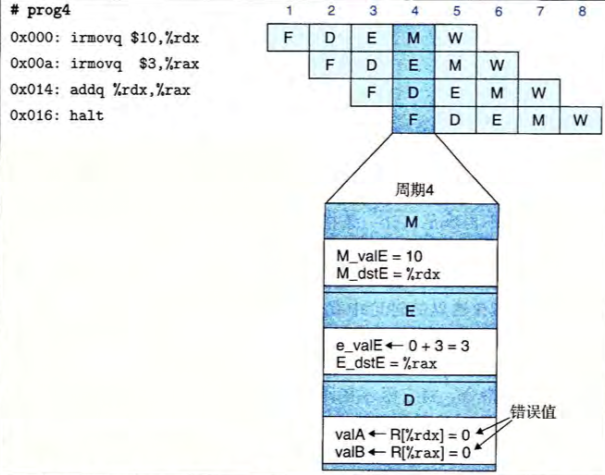 # prog4
1 2 3 4 5 6 7 8
0x000: irmovq $10,%rdx F D E M W
0x00a: irmovq $3,%rax F D E M W
0x014: addq %rdx,%rax F D E M W
0x016: halt F D E M W
周期4
M
M_valE = 10
M_dstE = %rdx
E
e_valE ← 0 + 3 = 3
E_dstE = %rax
D
错误值
valA ← R[%rdx] = 0
valB ← R[%rax] = 0